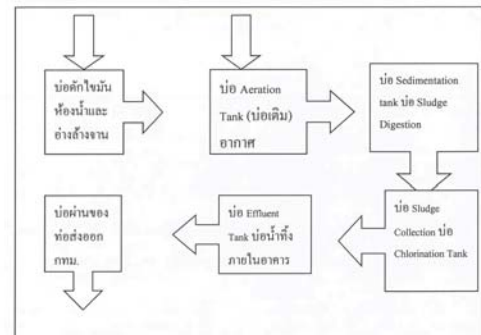 บ่อดักไขมัน
ห้องน้ำและ
อ่างล้างจาน
บ่อ Aeration
Tank (บ่อเติม)
อากาศ
บ่อ Sedimentation
tank บ่อ Sludge
Digestion
บ่อ Sludge
Collection บ่อ
Chlorination Tank
บ่อ Effluent
Tank บ่อน้ำทิ้ง
ภายในอาคาร
บ่อผ่านของ
ท่อส่งออก
กทม.